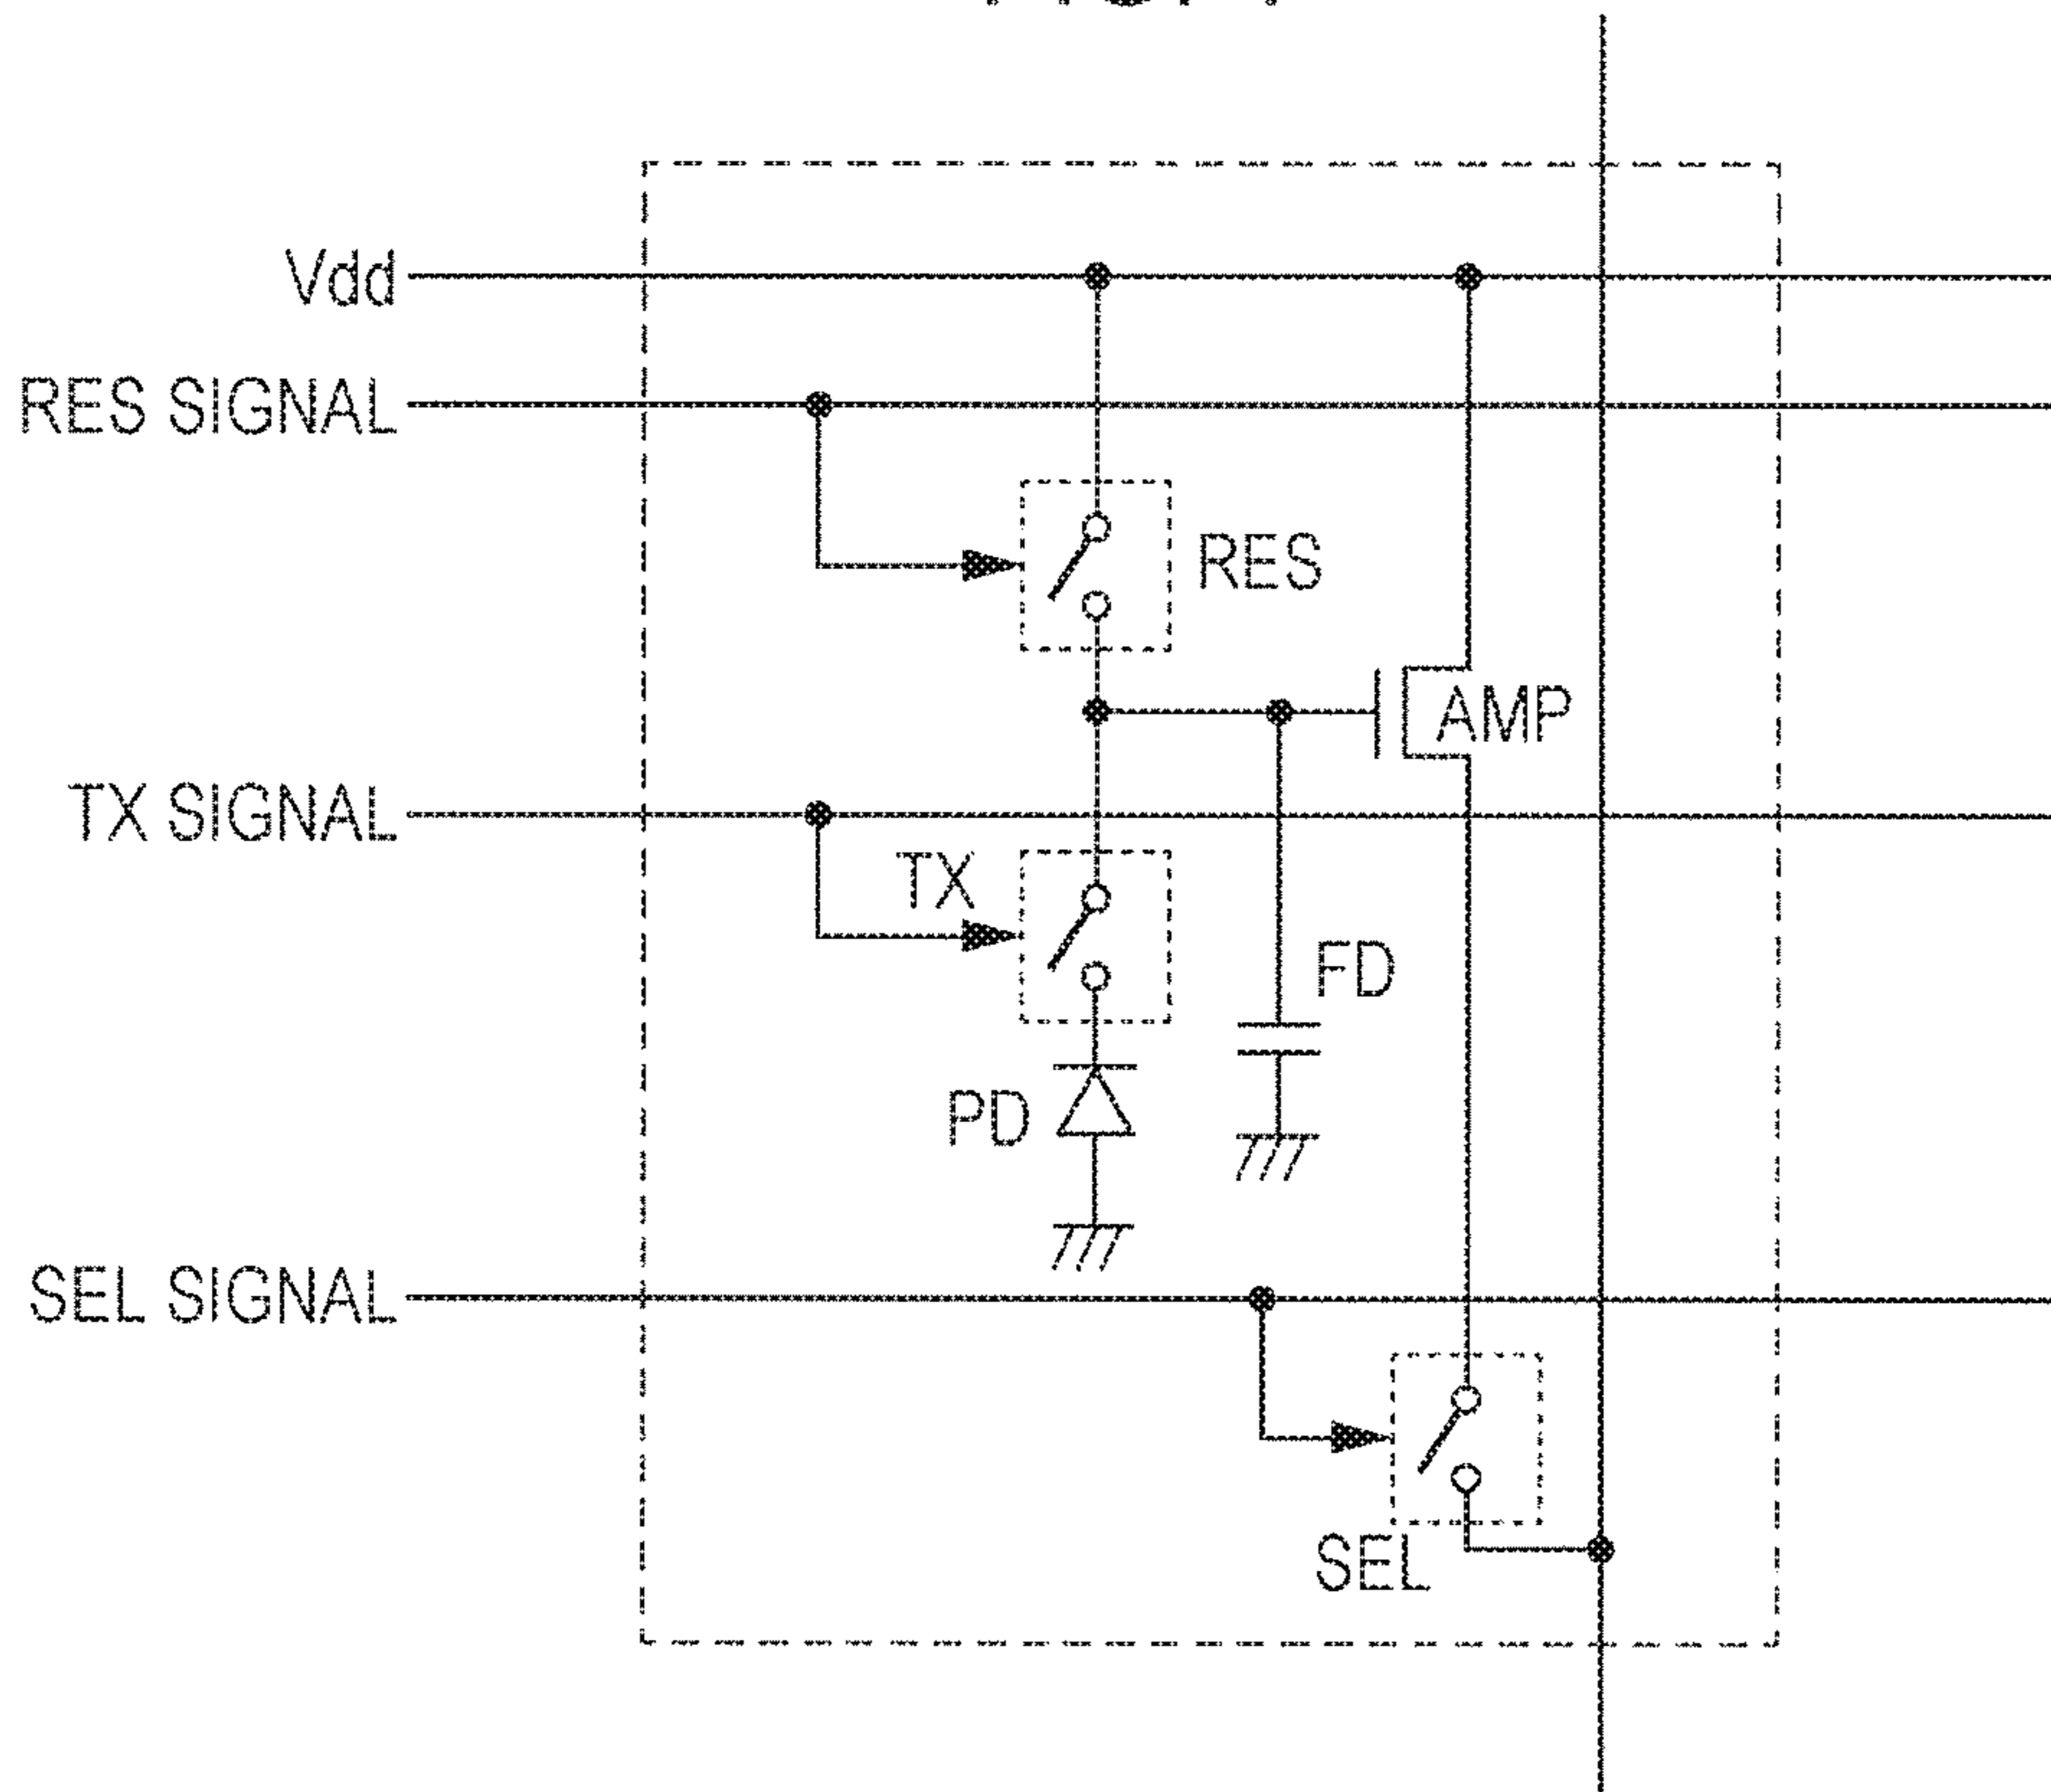 Vdd
RES SIGNAL
RES
AMP
TX SIGNAL
TX
FD
PD
SEL SIGNAL
SEL